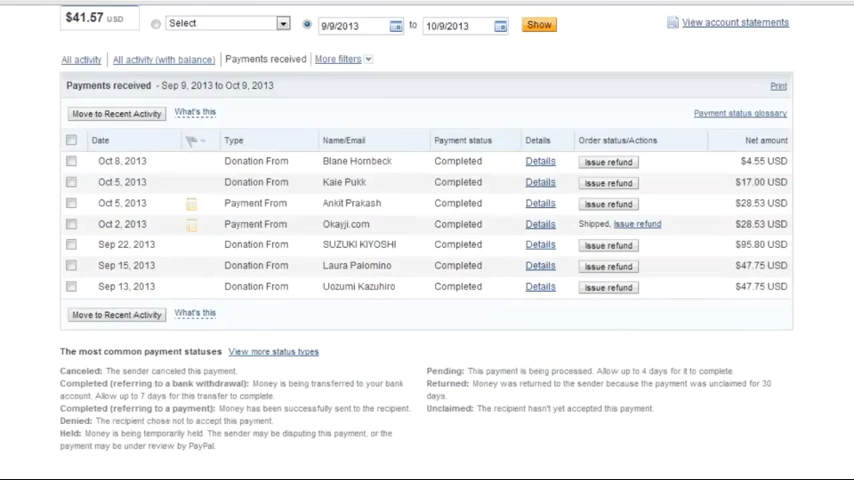 $41.57 USD Select 9/9/2013 to 10/9/2013 Show View account statements
All activity All activity (with balance) Payments received More filters
Payments received - Sep 9, 2013 to Oct 9, 2013 Print
Move to Recent Activity What's this Payment status glossary
Date Type Name/Email Payment status Details Order status/Actions Net amount
Oct 8, 2013 Donation From Blane Hornbeck Completed Details Issue refund $4.55 USD
Oct 5, 2013 Donation From Kaie Pukk Completed Details Issue refund $17.00 USD
Oct 5, 2013 Payment From Ankit Prakash Completed Details Issue refund $28.53 USD
Oct 2, 2013 Payment From Okayji.com Completed Details Shipped, Issue refund $28.53 USD
Sep 22, 2013 Donation From SUZUKI KIYOSHI Completed Details Issue refund $95.80 USD
Sep 15, 2013 Donation From Laura Palomino Completed Details Issue refund $47.75 USD
Sep 13, 2013 Donation From Uozumi Kazuhiro Completed Details Issue refund $47.75 USD
Move to Recent Activity What's this
The most common payment statuses View more status types
Canceled: The sender canceled this payment.
Completed (referring to a bank withdrawal): Money is being transferred to your bank
account. Allow up to 7 days for this transfer to complete.
Completed (referring to a payment): Money has been successfully sent to the recipient.
Denied: The recipient chose not to accept this payment.
Held: Money is being temporarily held. The sender may be disputing this payment, or the
payment may be under review by PayPal.
Pending: This payment is being processed. Allow up to 4 days for it to complete.
Returned: Money was returned to the sender because the payment was unclaimed for 30
days.
Unclaimed: The recipient hasn't yet accepted this payment.